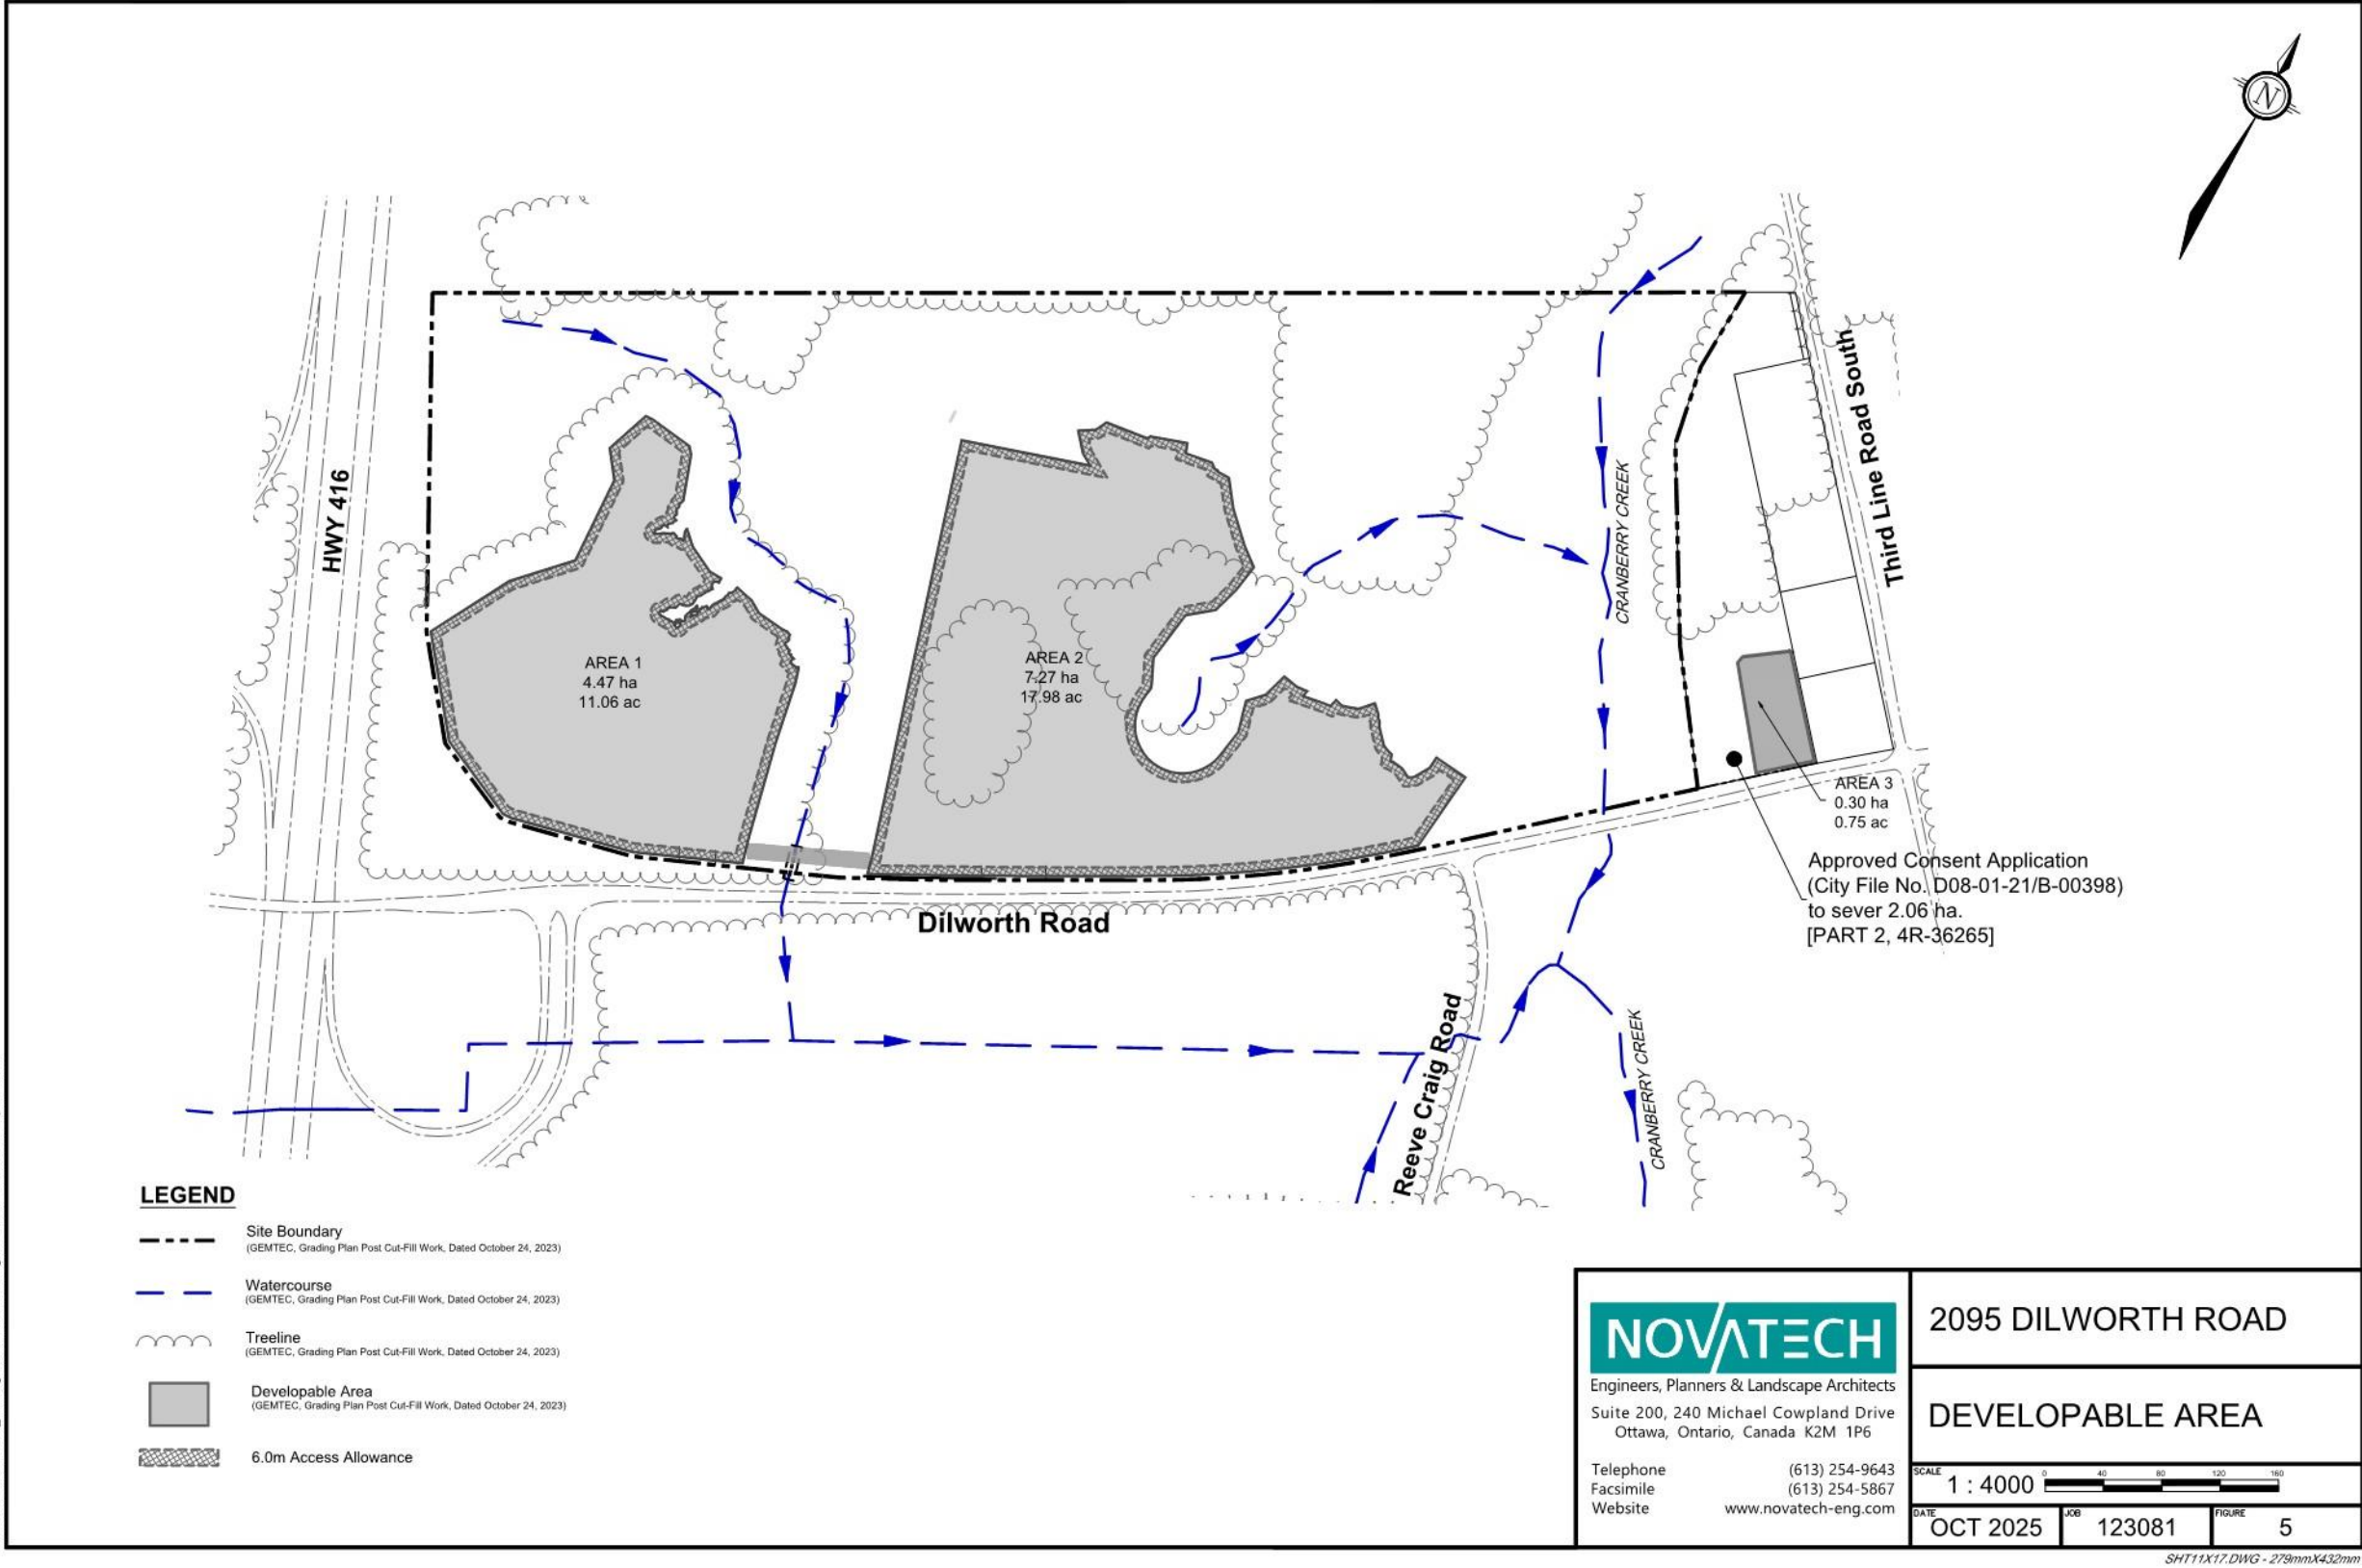 N
HWY 416
Third Line Road South
CRANBERRY CREEK
AREA 1
4.47 ha
11.06 ac
AREA 2
7.27 ha
17.98 ac
AREA 3
0.30 ha
0.75 ac
Approved Consent Application
(City File No. D08-01-21/B-00398)
to sever 2.06 ha.
[PART 2, 4R-36265]
Dilworth Road
Reeve Craig Road
CRANBERRY CREEK
LEGEND
Site Boundary
(GEMTEC, Grading Plan Post Cut-Fill Work, Dated October 24, 2023)
Watercourse
(GEMTEC, Grading Plan Post Cut-Fill Work, Dated October 24, 2023)
Treeline
(GEMTEC, Grading Plan Post Cut-Fill Work, Dated October 24, 2023)
Developable Area
(GEMTEC, Grading Plan Post Cut-Fill Work, Dated October 24, 2023)
6.0m Access Allowance
NOVATECH
Engineers, Planners & Landscape Architects
Suite 200, 240 Michael Cowpland Drive
Ottawa, Ontario, Canada K2M 1P6
Telephone (613) 254-9643
Facsimile (613) 254-5867
Website www.novatech-eng.com
2095 DILWORTH ROAD
DEVELOPABLE AREA
SCALE 1 : 4000 0 40 80 120 160
DATE OCT 2025 JOB 123081 FIGURE 5
SHT11X17.DWG - 279mmX432mm